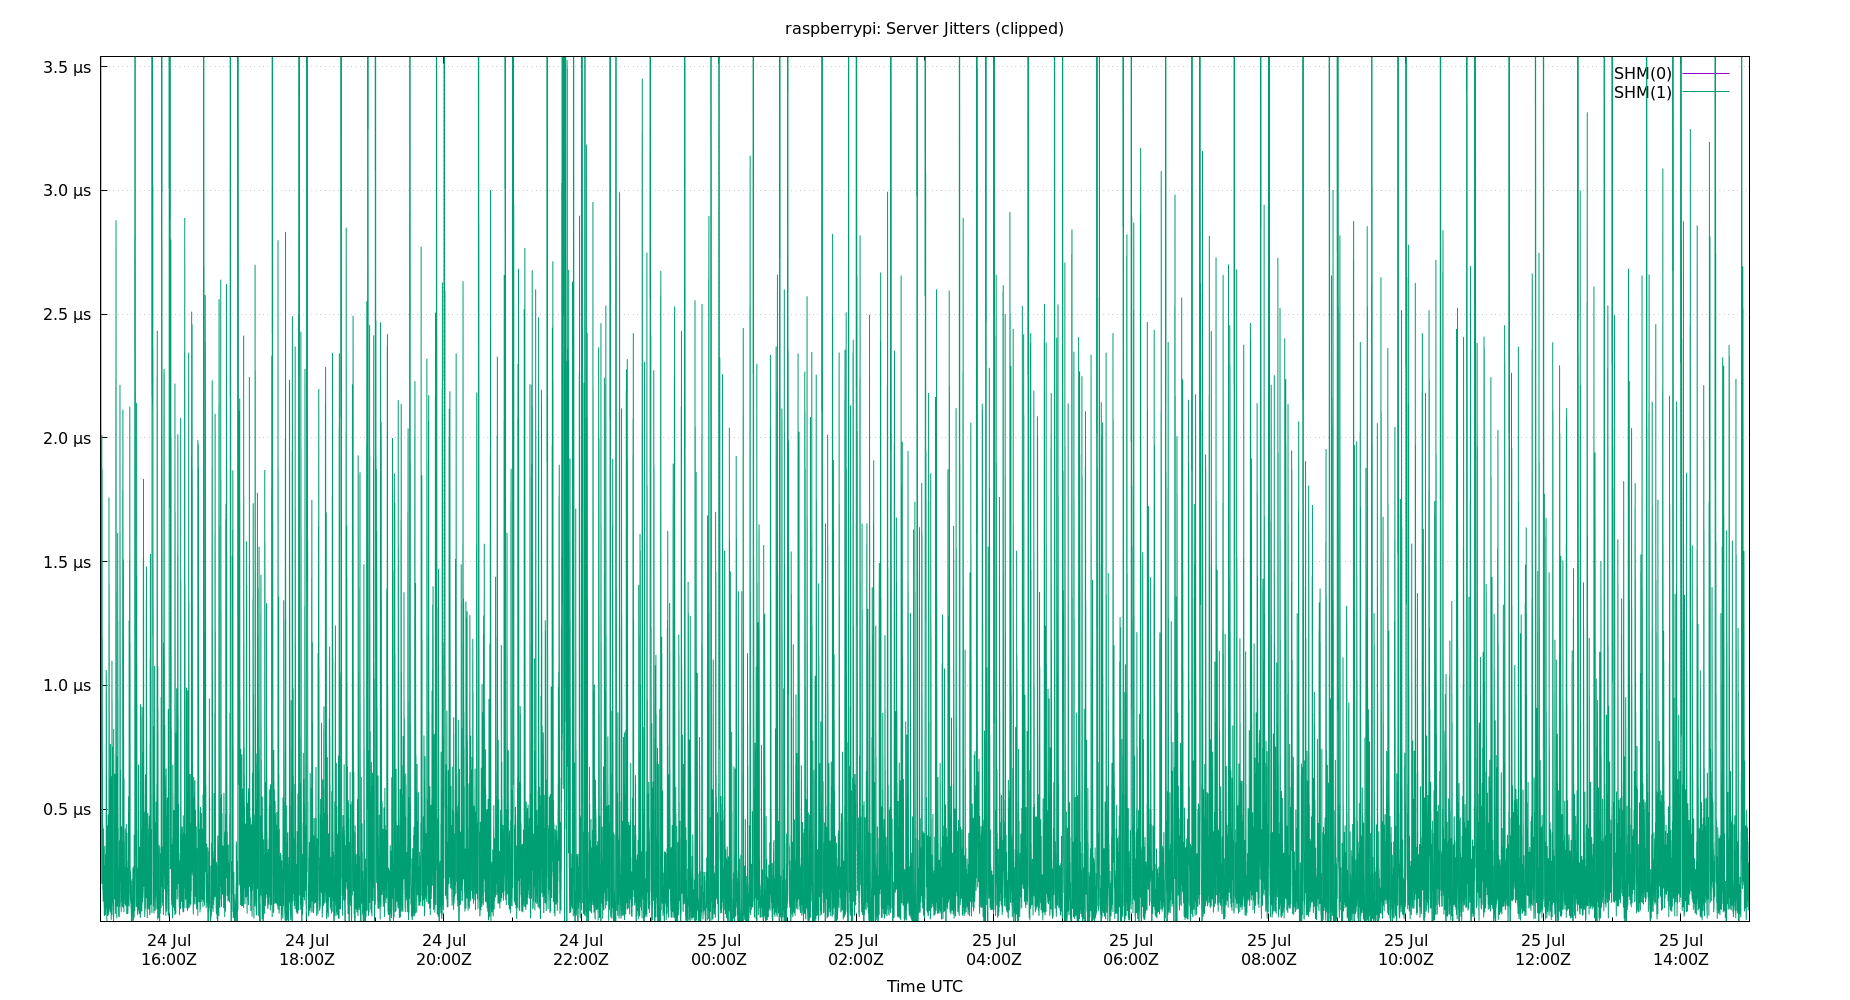 raspberrypi: Server Jitters (clipped)
3.5 µs
3.0 µs
2.5 µs
2.0 µs
1.5 µs
1.0 µs
0.5 µs
SHM(0)
SHM(1)
24 Jul 24 Jul 24 Jul 24 Jul 25 Jul 25 Jul 25 Jul 25 Jul 25 Jul 25 Jul 25 Jul 25 Jul
16:00Z 18:00Z 20:00Z 22:00Z 00:00Z 02:00Z 04:00Z 06:00Z 08:00Z 10:00Z 12:00Z 14:00Z
Time UTC